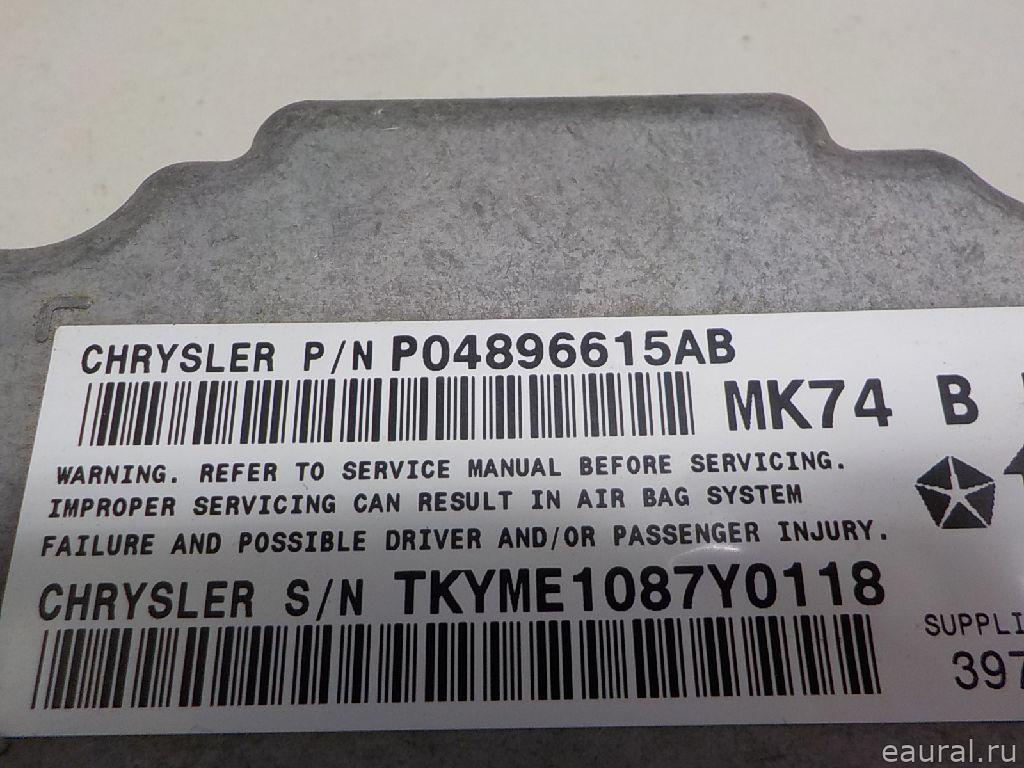 CHRYSLER P/N P04896615AB
MK74 B
WARNING. REFER TO SERVICE MANUAL BEFORE SERVICING.
IMPROPER SERVICING CAN RESULT IN AIR BAG SYSTEM
FAILURE AND POSSIBLE DRIVER AND/OR PASSENGER INJURY.
CHRYSLER S/N TKYME1087Y0118
SUPPLI
397
eaural.ru